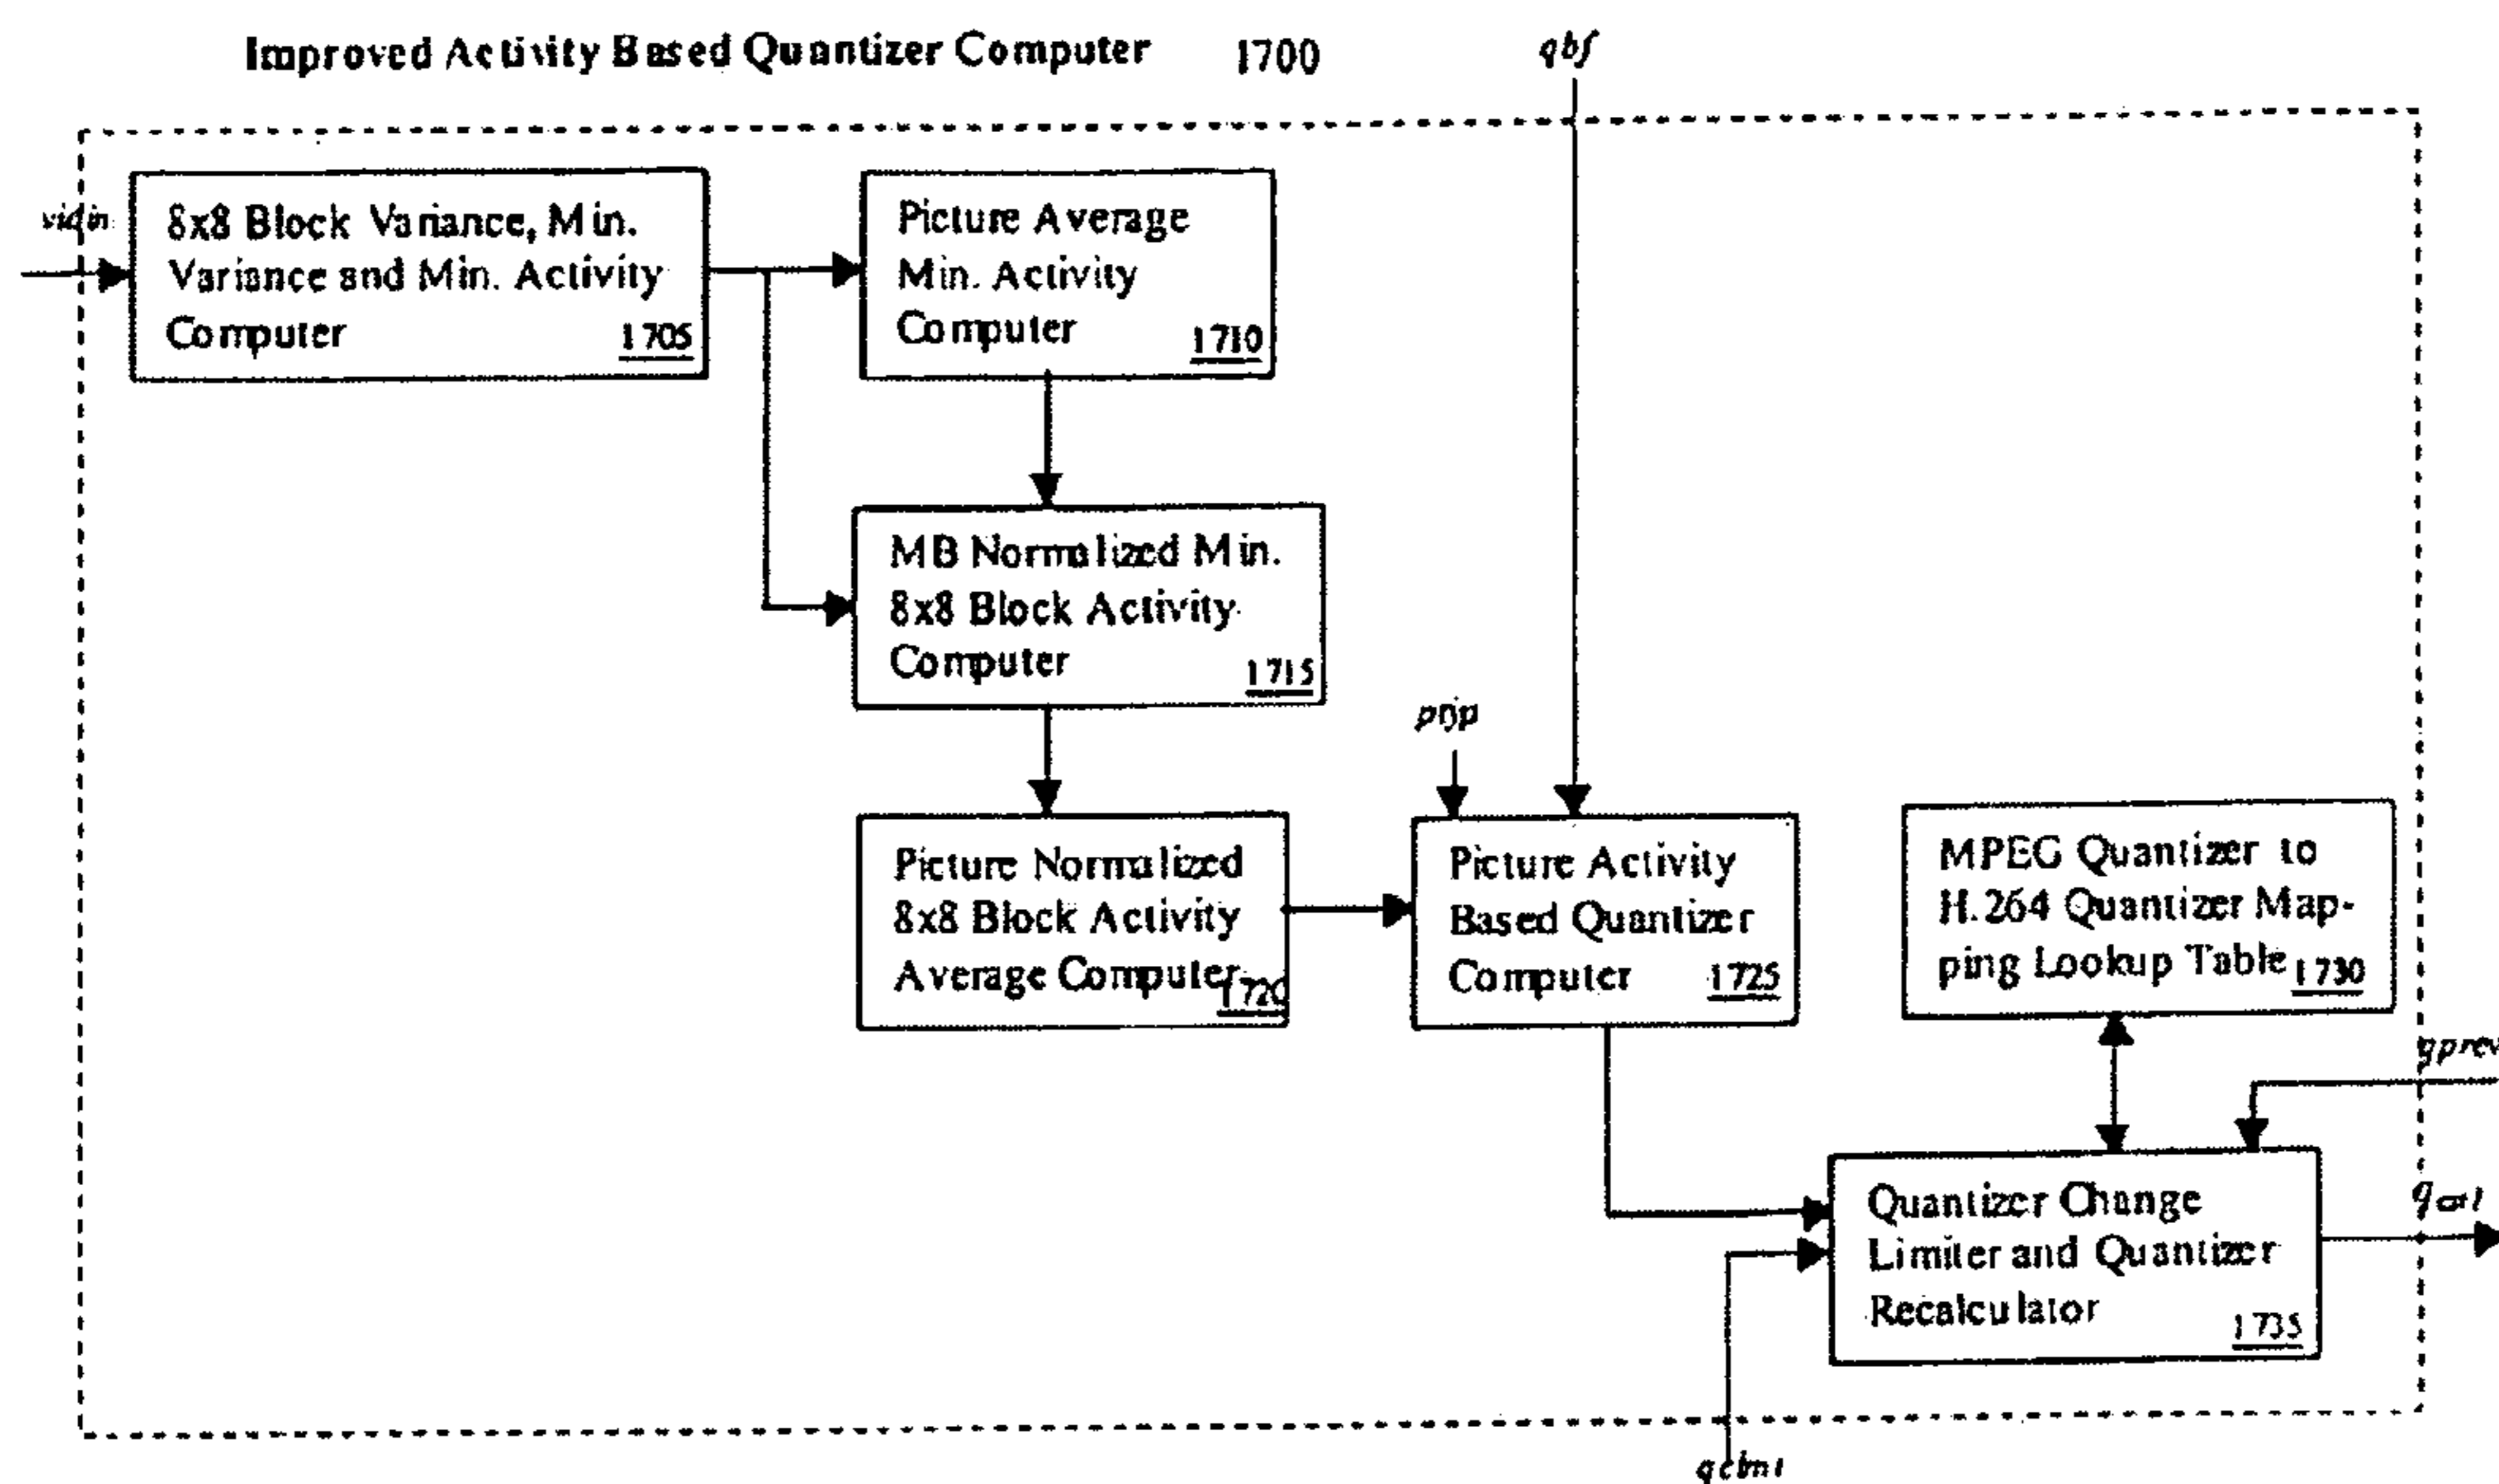 Improved Activity Based Quantizer Computer 1700
qbf
vidin
8x8 Block Variance, Min.
Variance and Min. Activity
Computer 1705
Picture Average
Min. Activity
Computer 1710
MB Normalized Min.
8x8 Block Activity
Computer 1715
Picture Normalized
8x8 Block Activity
Average Computer 1720
Picture Activity
Based Quantizer
Computer 1725
MPEG Quantizer to
H.264 Quantizer Map-
ping Lookup Table 1730
qprev
Quantizer Change
Limiter and Quantizer
Recalculator 1735
qclmt